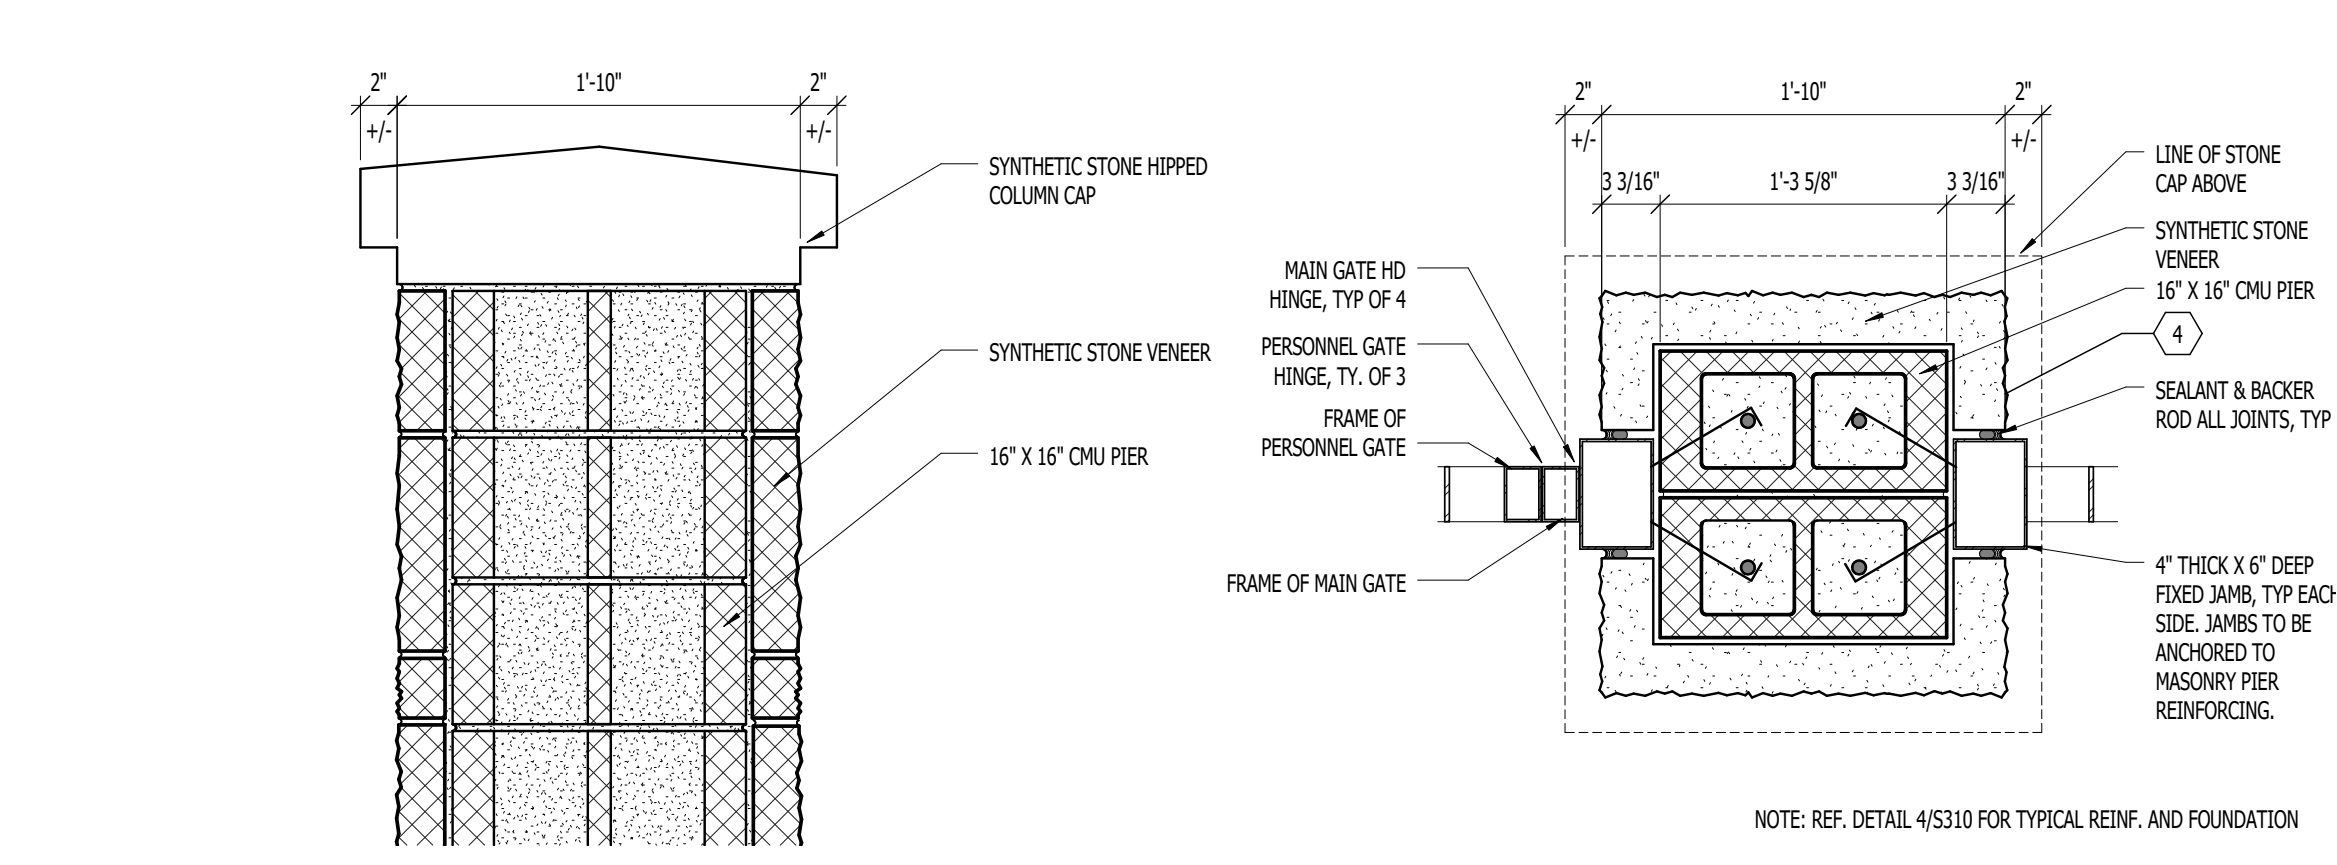 2"
1'-10"
2"
+/-
+/-
SYNTHETIC STONE HIPPED
COLUMN CAP
SYNTHETIC STONE VENEER
16" X 16" CMU PIER
2"
1'-10"
2"
+/-
+/-
3 3/16"
1'-3 5/8"
3 3/16"
MAIN GATE HD
HINGE, TYP OF 4
PERSONNEL GATE
HINGE, TY. OF 3
FRAME OF
PERSONNEL GATE
FRAME OF MAIN GATE
LINE OF STONE
CAP ABOVE
SYNTHETIC STONE
VENEER
16" X 16" CMU PIER
4
SEALANT & BACKER
ROD ALL JOINTS, TYP
4" THICK X 6" DEEP
FIXED JAMB, TYP EACH
SIDE. JAMBS TO BE
ANCHORED TO
MASONRY PIER
REINFORCING.
NOTE: REF. DETAIL 4/S310 FOR TYPICAL REINF. AND FOUNDATION